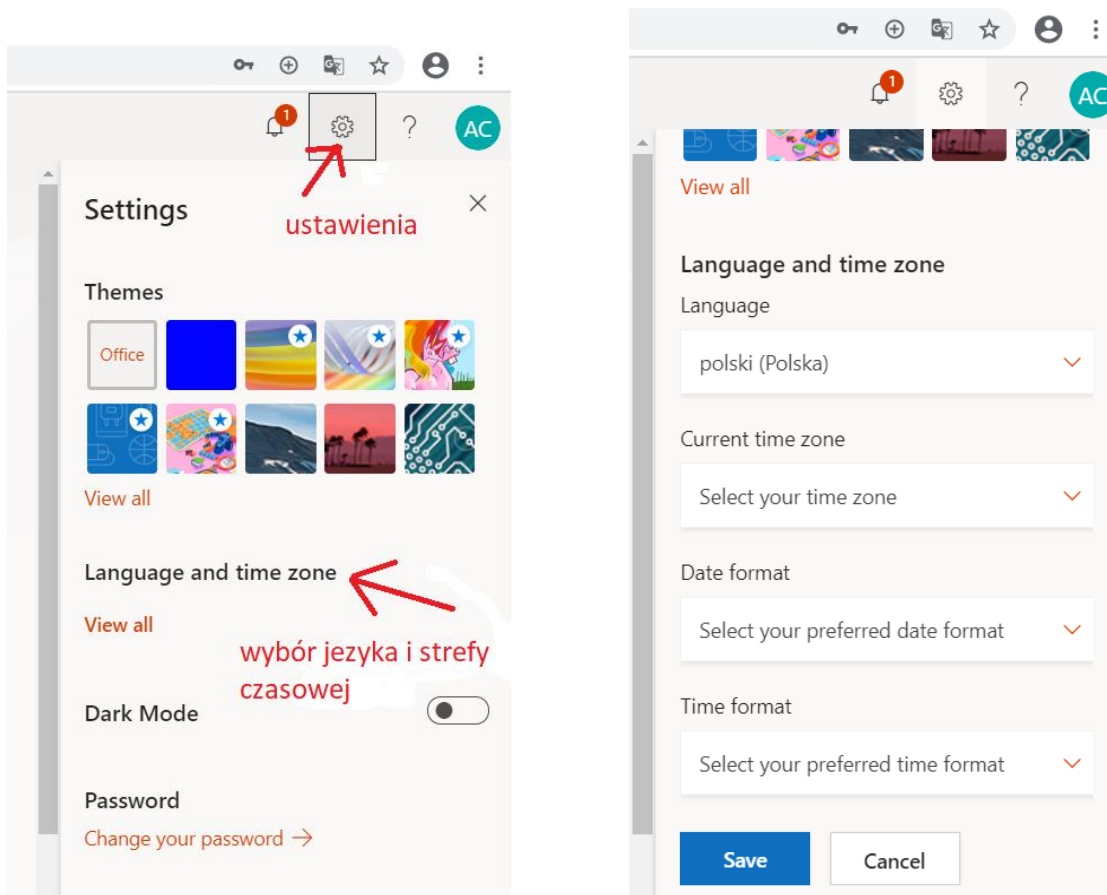 1
AC
Settings
ustawienia
Themes
Office
View all
Language and time zone
View all
wybór jezyka i strefy
czasowej
Dark Mode
Password
Change your password →
1
AC
View all
Language and time zone
Language
polski (Polska)
Current time zone
Select your time zone
Date format
Select your preferred date format
Time format
Select your preferred time format
Save
Cancel